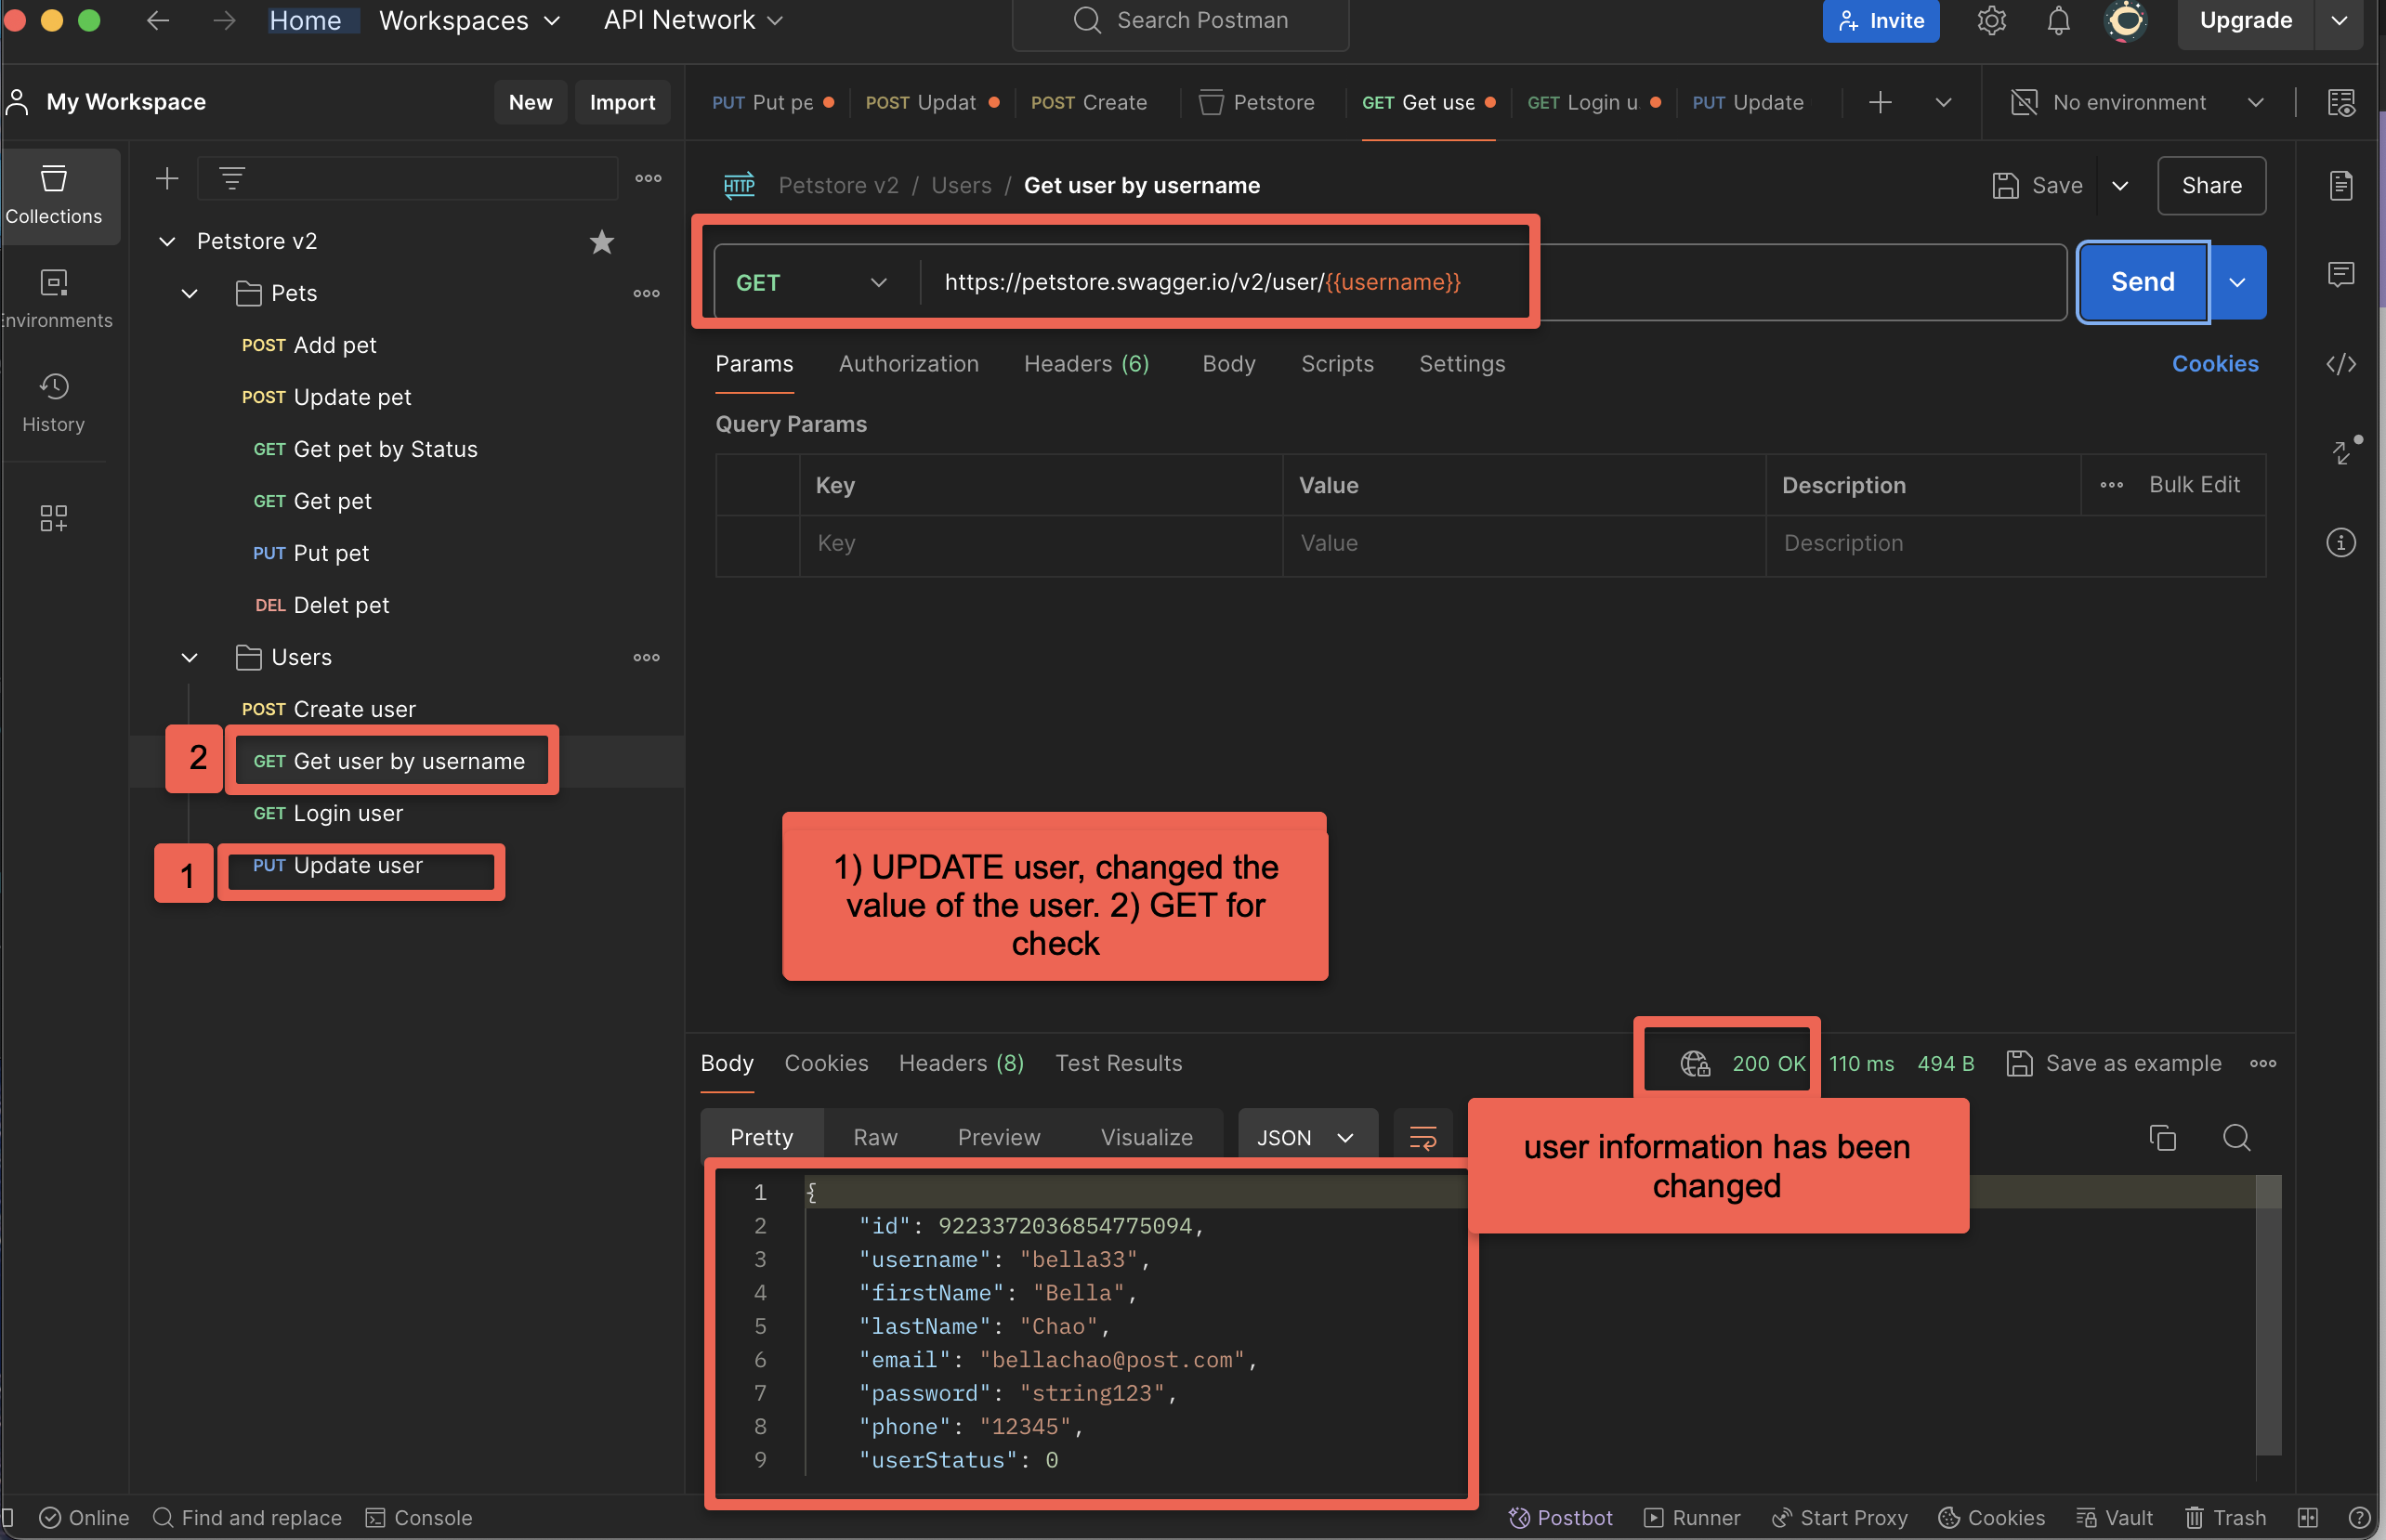 Home Workspaces API Network Search Postman Invite Upgrade
My Workspace New Import PUT Put pe POST Updat POST Create Petstore GET Get use GET Login u PUT Update No environment
Collections
Environments
History
Petstore v2
Pets
POST Add pet
POST Update pet
GET Get pet by Status
GET Get pet
PUT Put pet
DEL Delet pet
Users
POST Create user
2 GET Get user by username
GET Login user
1 PUT Update user
HTTP Petstore v2 / Users / Get user by username Save Share
GET https://petstore.swagger.io/v2/user/{{username}} Send
Params Authorization Headers (6) Body Scripts Settings Cookies
Query Params
Key Value Description Bulk Edit
Key Value Description
1) UPDATE user, changed the
value of the user. 2) GET for
check
Body Cookies Headers (8) Test Results 200 OK 110 ms 494 B Save as example
Pretty Raw Preview Visualize JSON
user information has been
changed
1 {
2 "id": 9223372036854775094,
3 "username": "bella33",
4 "firstName": "Bella",
5 "lastName": "Chao",
6 "email": "bellachao@post.com",
7 "password": "string123",
8 "phone": "12345",
9 "userStatus": 0
Online Find and replace Console Postbot Runner Start Proxy Cookies Vault Trash